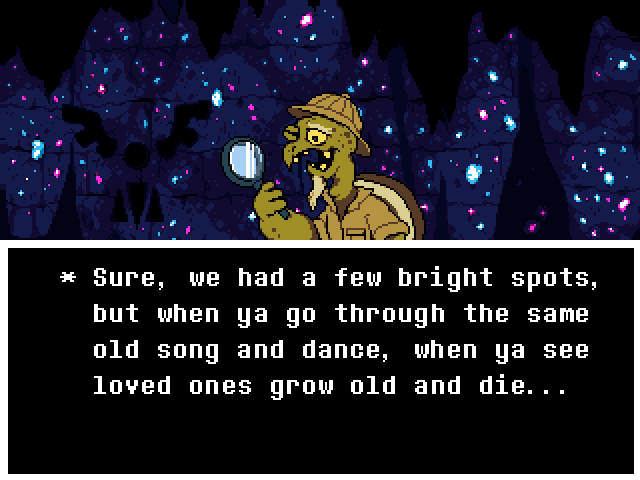 * Sure, we had a few bright spots,
but when ya go through the same
old song and dance, when ya see
loved ones grow old and die...